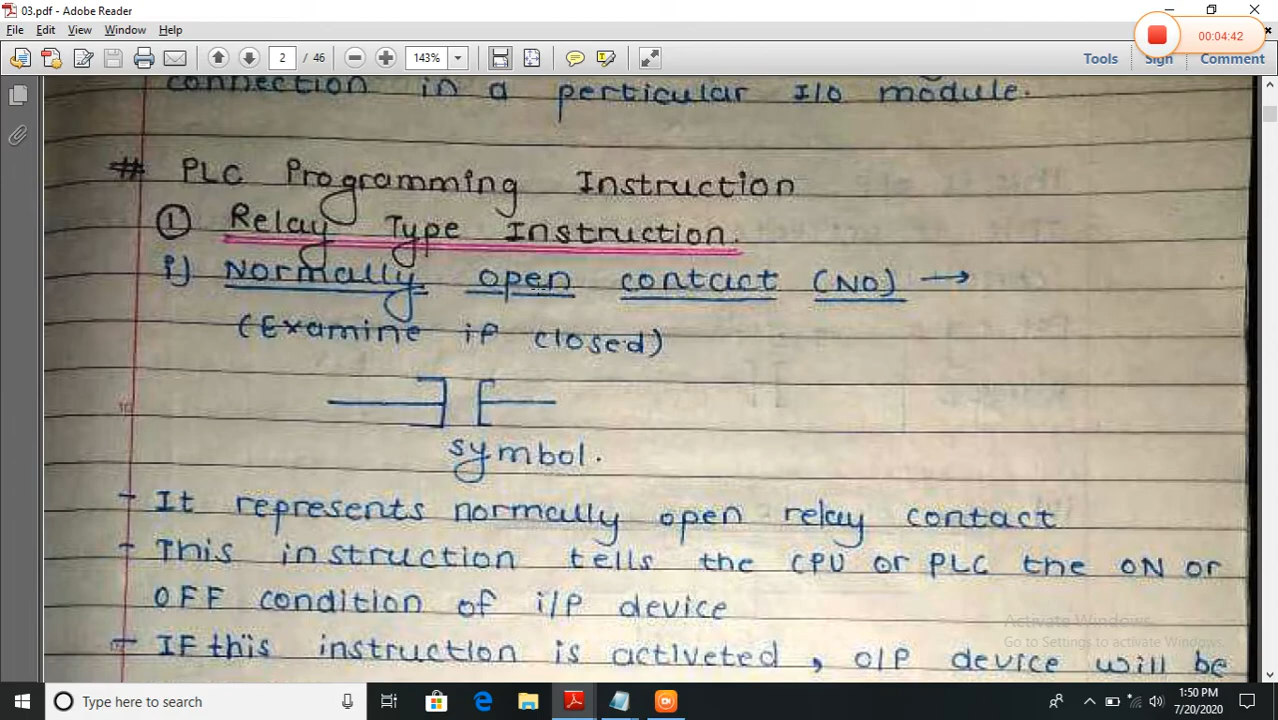 03.pdf - Adobe Reader
File Edit View Window Help
00:04:42
2 / 46
143%
Tools Sign Comment
connection in a perticular I/O module.
# PLC Programming Instruction
① Relay Type Instruction.
i) Normally open contact (NO) →
(Examine if closed)
symbol.
- It represents normally open relay contact
- This instruction tells the CPU or PLC the ON or
OFF condition of i/P device
- IF this instruction is activeted, O/P device will be
Activate Windows
Go to Settings to activate Windows.
Type here to search
1:50 PM
7/20/2020